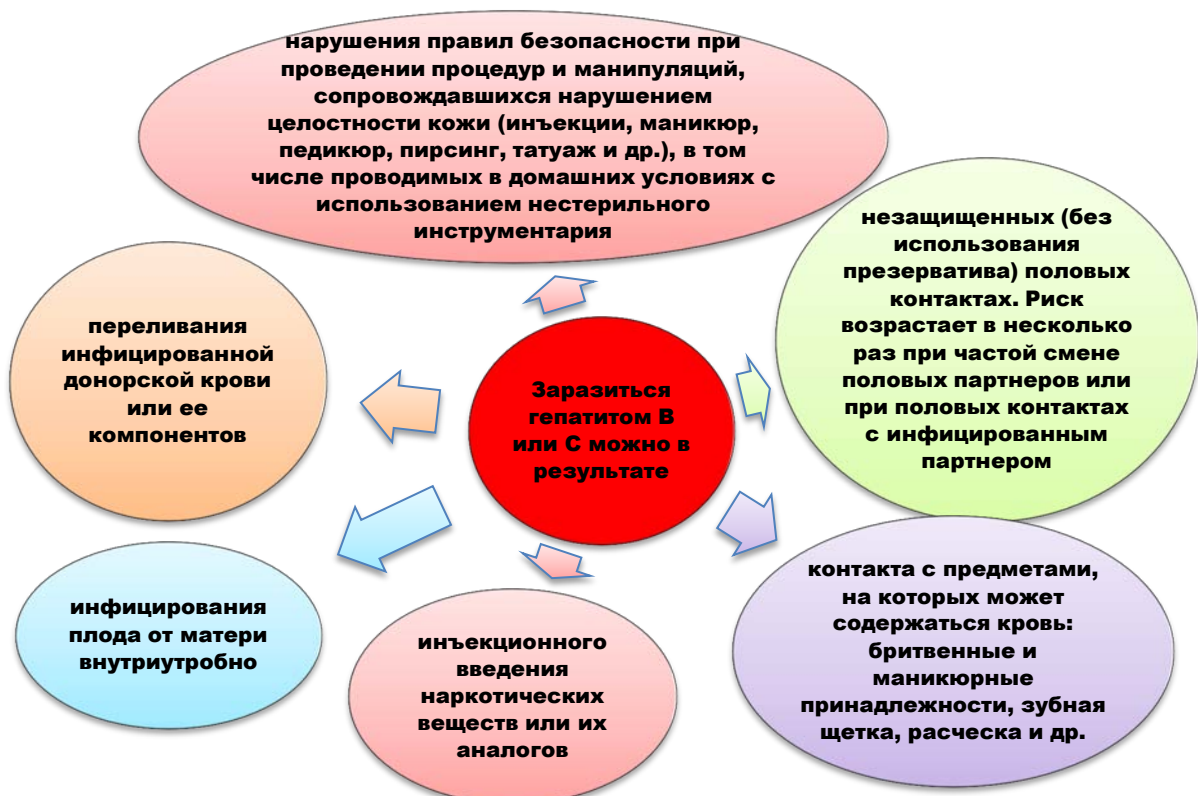 нарушения правил безопасности при
проведении процедур и манипуляций,
сопровождавшихся нарушением
целостности кожи (инъекции, маникюр,
педикюр, пирсинг, татуаж и др.), в том
числе проводимых в домашних условиях с
использованием нестерильного
инструментария
незащищенных (без
использования
презерватива) половых
контактах. Риск
возрастает в несколько
раз при частой смене
половых партнеров или
при половых контактах
с инфицированным
партнером
переливания
инфицированной
донорской крови
или ее
компонентов
Заразиться
гепатитом В
или С можно в
результате
контакта с предметами,
на которых может
содержаться кровь:
бритвенные и
маникюрные
принадлежности, зубная
щетка, расческа и др.
инфицирования
плода от матери
внутриутробно
инъекционного
введения
наркотических
веществ или их
аналогов